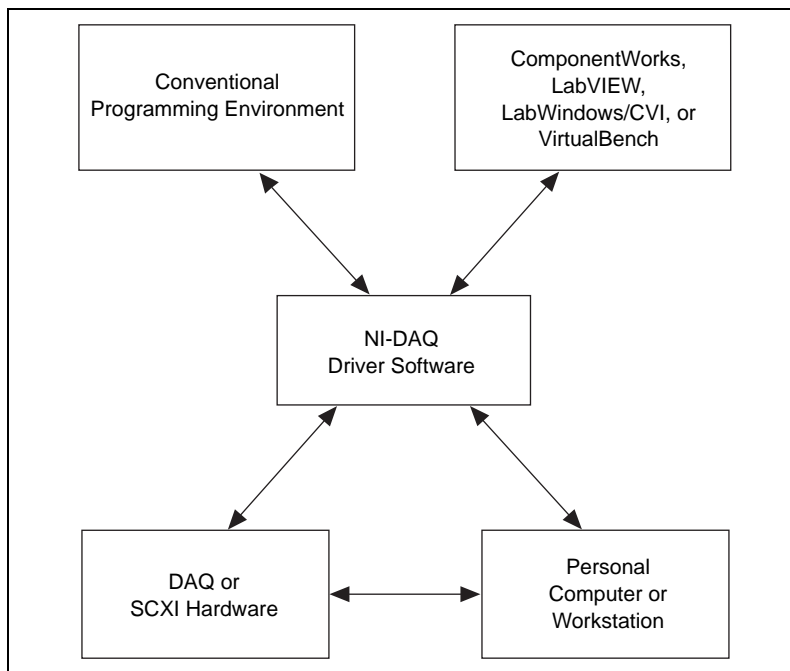 Conventional
Programming Environment
ComponentWorks,
LabVIEW,
LabWindows/CVI, or
VirtualBench
NI-DAQ
Driver Software
DAQ or
SCXI Hardware
Personal
Computer or
Workstation